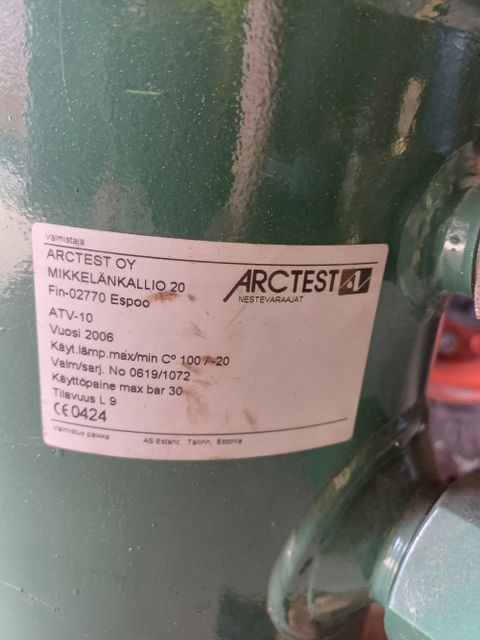 Valmistaja
ARCTEST OY
MIKKELÄNKALLIO 20
Fin-02770 Espoo
ARCTEST
NESTEVARAAJAT
ATV-10
Vuosi 2006
Käyt.lämp.max/min C° 100 / -20
Valm/sarj. No 0619/1072
Käyttöpaine max bar 30
Tilavuus L 9
CE 0424
Valmistus paikka AS Estanc, Tallinn, Estonia